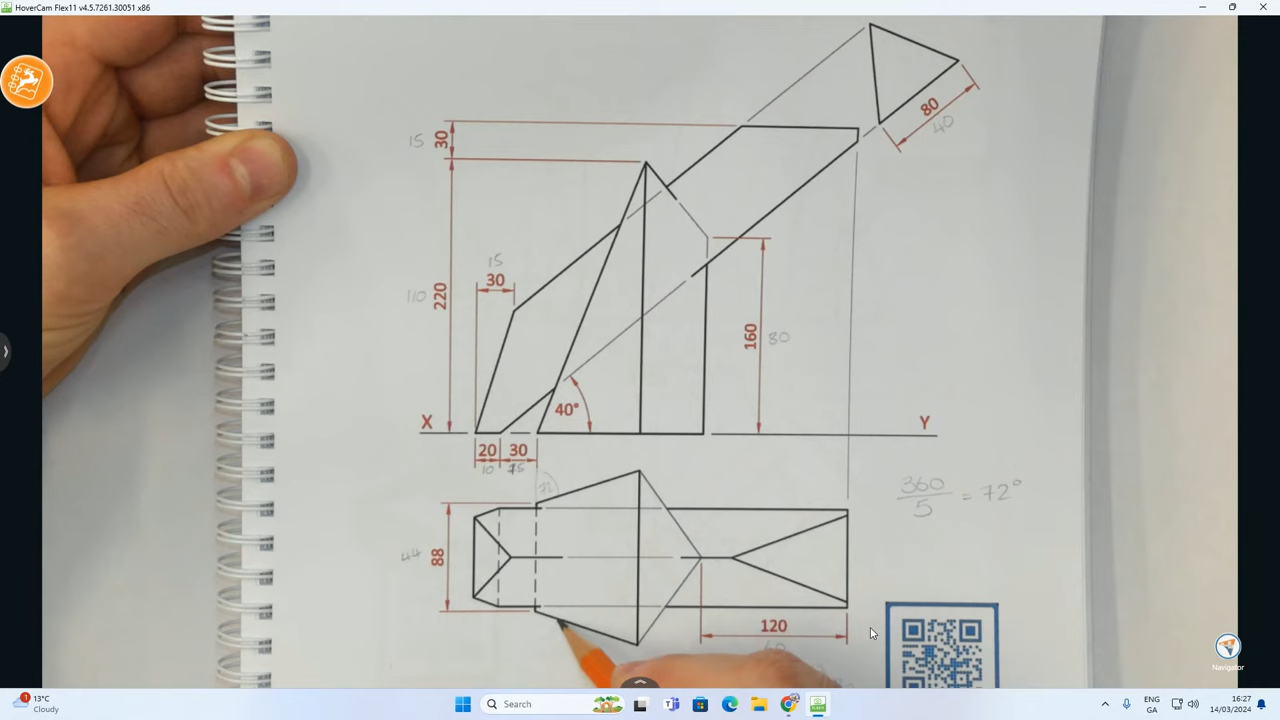 HoverCam Flex11 v4.5.7261.30051 x86
80
40
15
30
15
30
110
220
160
80
X
40°
Y
20
30
10
15
72
360
5
= 72°
44
88
120
Navigator
1
13°C
Cloudy
Search
ENG
GA
16:27
14/03/2024